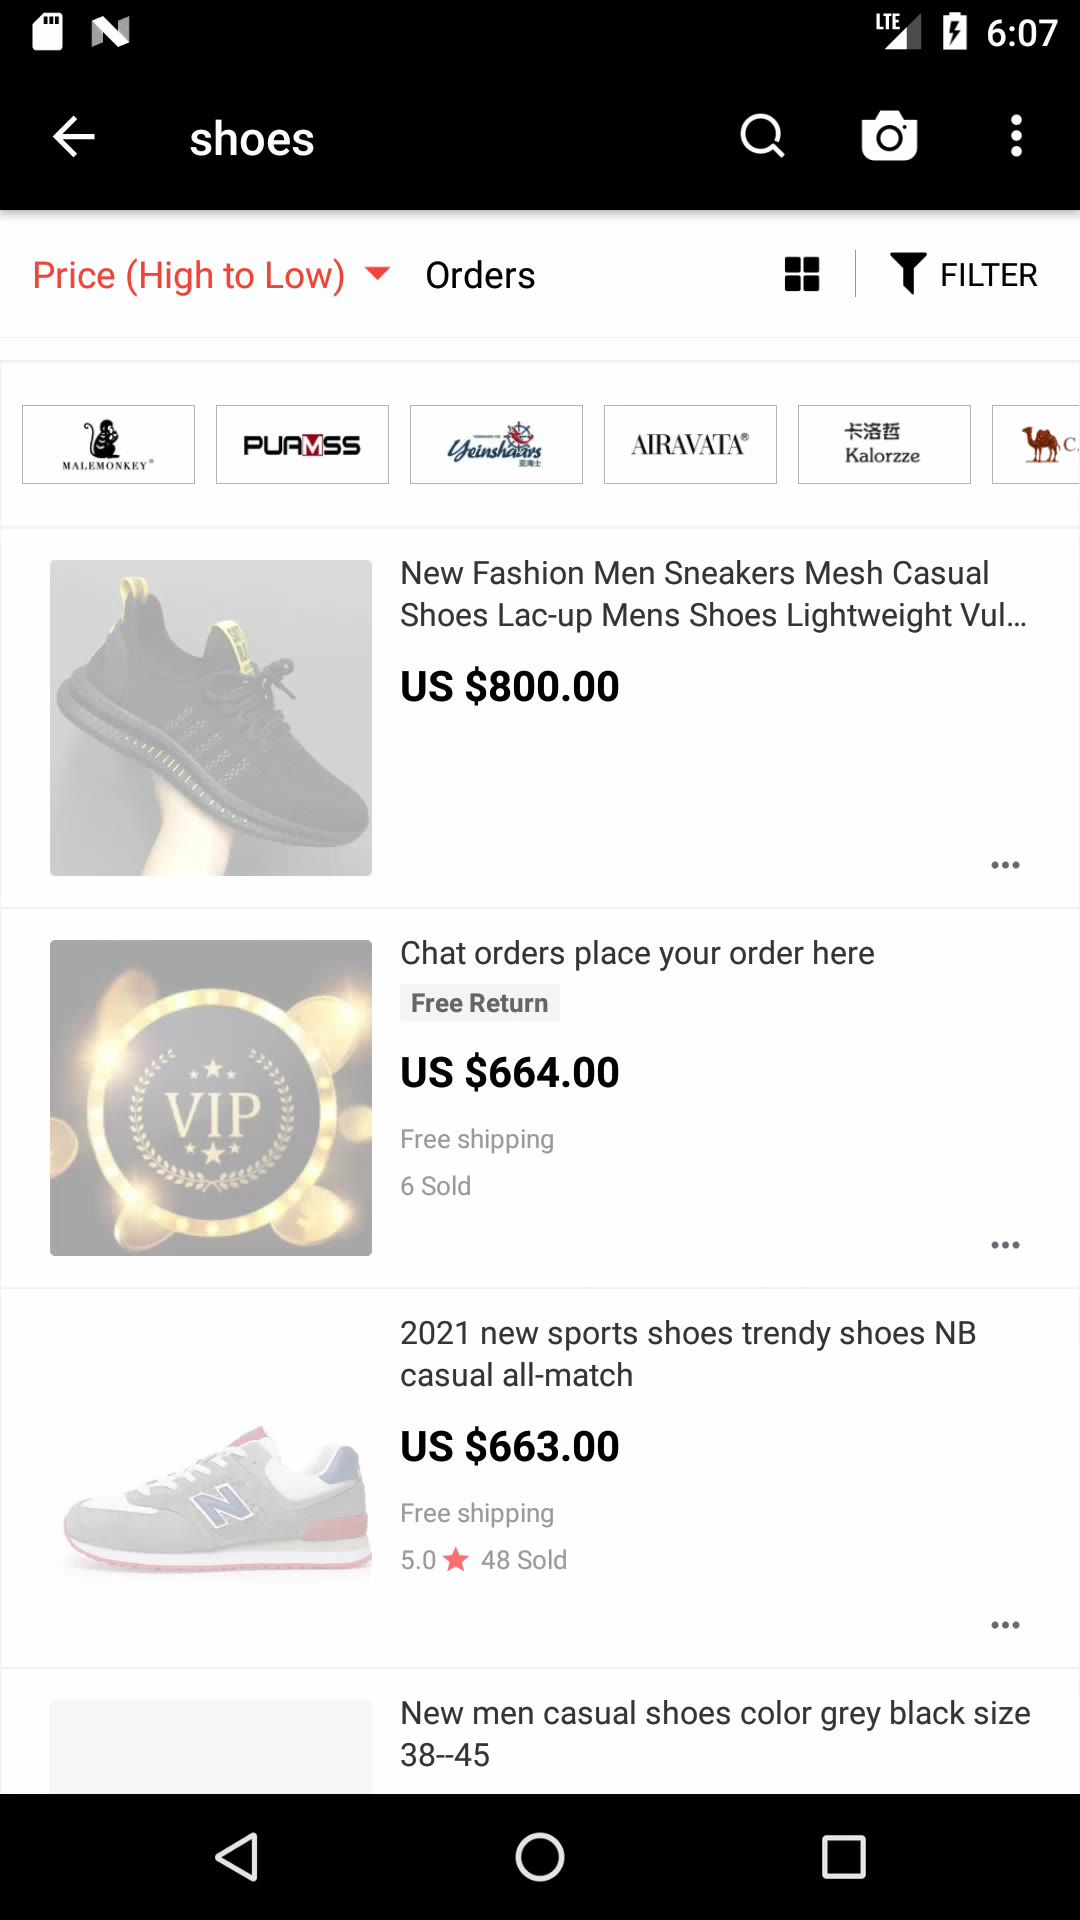 LTE 6:07
shoes
Price (High to Low) Orders FILTER
MALEMONKEY®
PUAMSS
Yeinshaars
亚海士
AIRAVATA®
卡洛哲
Kalorzze
New Fashion Men Sneakers Mesh Casual
Shoes Lac-up Mens Shoes Lightweight Vul...
US $800.00
Chat orders place your order here
Free Return
VIP
US $664.00
Free shipping
6 Sold
2021 new sports shoes trendy shoes NB
casual all-match
N
US $663.00
Free shipping
5.0 48 Sold
New men casual shoes color grey black size
38--45